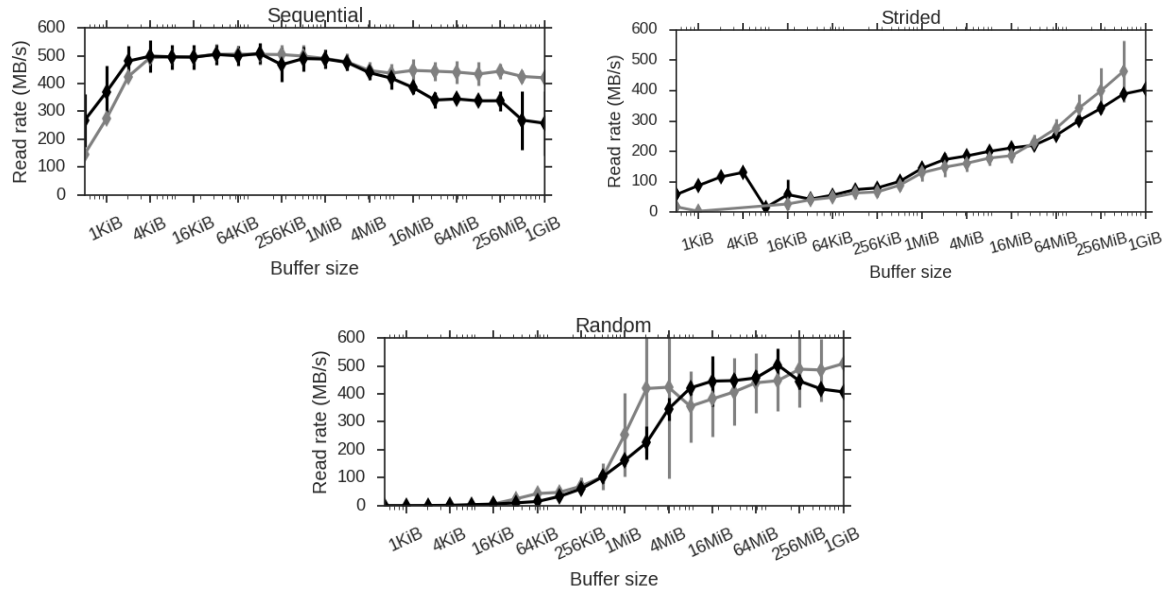 Sequential
600
500
400
300
200
100
0
Read rate (MB/s)
1KiB 4KiB 16KiB 64KiB 256KiB 1MiB 4MiB 16MiB 64MiB 256MiB 1GiB
Buffer size
Strided
600
500
400
300
200
100
0
Read rate (MB/s)
1KiB 4KiB 16KiB 64KiB 256KiB 1MiB 4MiB 16MiB 64MiB 256MiB 1GiB
Buffer size
Random
600
500
400
300
200
100
0
Read rate (MB/s)
1KiB 4KiB 16KiB 64KiB 256KiB 1MiB 4MiB 16MiB 64MiB 256MiB 1GiB
Buffer size